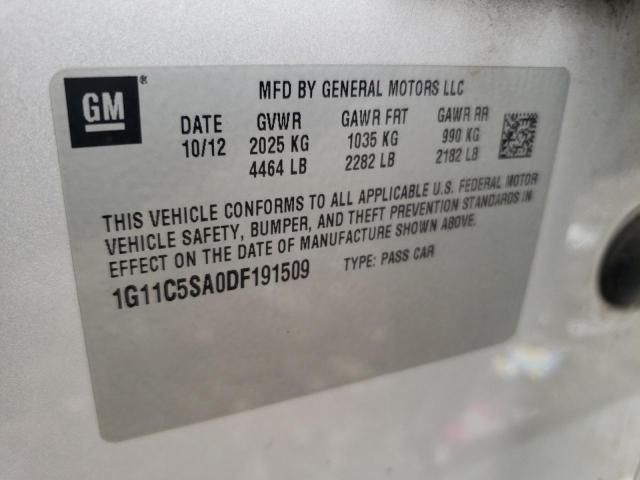 GM®
MFD BY GENERAL MOTORS LLC
DATE GVWR GAWR FRT GAWR RR
10/12 2025 KG 1035 KG 990 KG
4464 LB 2282 LB 2182 LB
THIS VEHICLE CONFORMS TO ALL APPLICABLE U.S. FEDERAL MOTOR
VEHICLE SAFETY, BUMPER, AND THEFT PREVENTION STANDARDS IN
EFFECT ON THE DATE OF MANUFACTURE SHOWN ABOVE.
1G11C5SA0DF191509 TYPE: PASS CAR